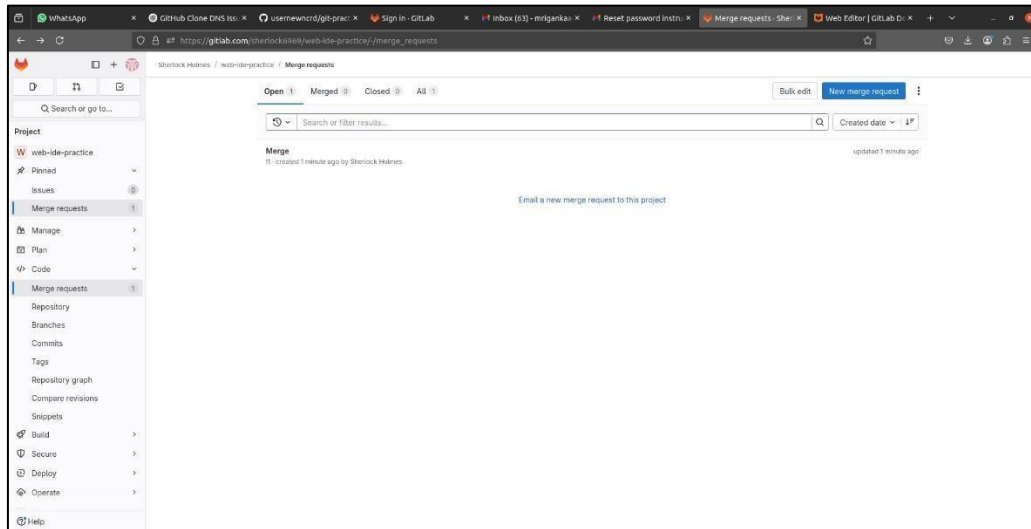 WhatsApp
GitHub Clone DNS Issu
usernewncrd/git-pract
Sign in · GitLab
Inbox (63) - mrigankaa
Reset password instru
Merge requests · Sher
Web Editor | GitLab Do
https://gitlab.com/sherlock6969/web-ide-practice/-/merge_requests
Sherlock Helmes / web-ide-practice / Merge requests
Search or go to...
Project
W web-ide-practice
Pinned
Issues 0
Merge requests 1
Manage
Plan
Code
Merge requests 1
Repository
Branches
Commits
Tags
Repository graph
Compare revisions
Snippets
Build
Secure
Deploy
Operate
Help
Open 1 Merged 0 Closed 0 All 1
Bulk edit New merge request
Search or filter results...
Created date
Merge
updated 1 minute ago
!1 · created 1 minute ago by Sherlock Helmes
Email a new merge request to this project